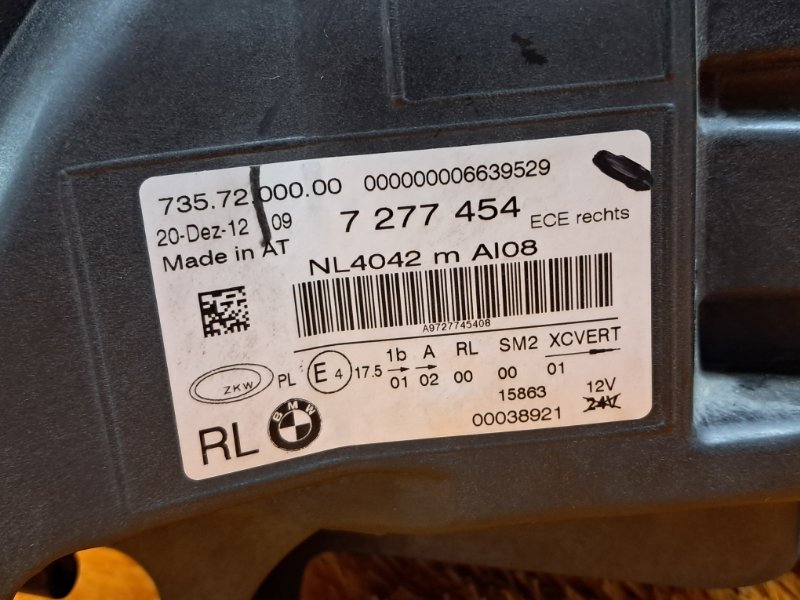 735.72.000.00 000000006639529
20-Dez-12 09 7 277 454 ECE rechts
Made in AT
NL4042 m AI08
A9727745408
ZKW PL E4 17.5 1b A RL SM2 XCVERT
01 02 00 00 01
15863 12V
00038921 24V
RL BMW